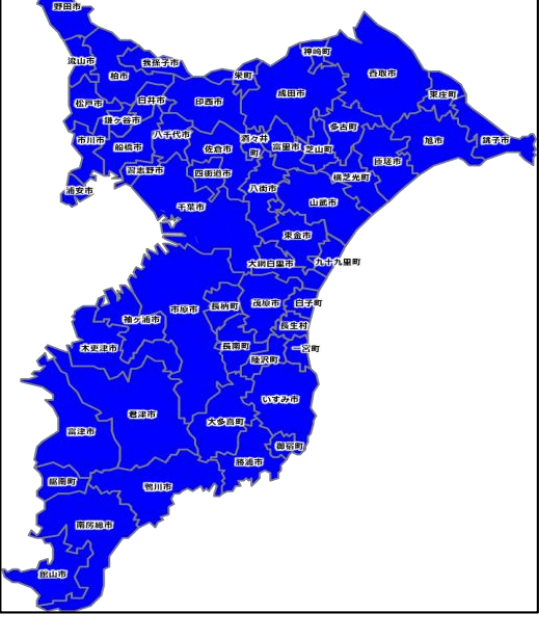 野田市
神崎町
流山市
我孫子市
柏市
栄町
香取市
成田市
東庄町
松戸市
白井市
印西市
鎌ケ谷市
多古町
市川市
船橋市
八千代市
酒々井
町
佐倉市
富里市
芝山町
旭市
銚子市
匝瑳市
習志野市
四街道市
横芝光町
浦安市
八街市
千葉市
山武市
東金市
大網白里市
九十九里町
袖ケ浦市
市原市
長柄町
茂原市
白子町
長生村
木更津市
長南町
一宮町
睦沢町
いすみ市
君津市
大多喜町
富津市
御宿町
勝浦市
鋸南町
鴨川市
南房総市
館山市